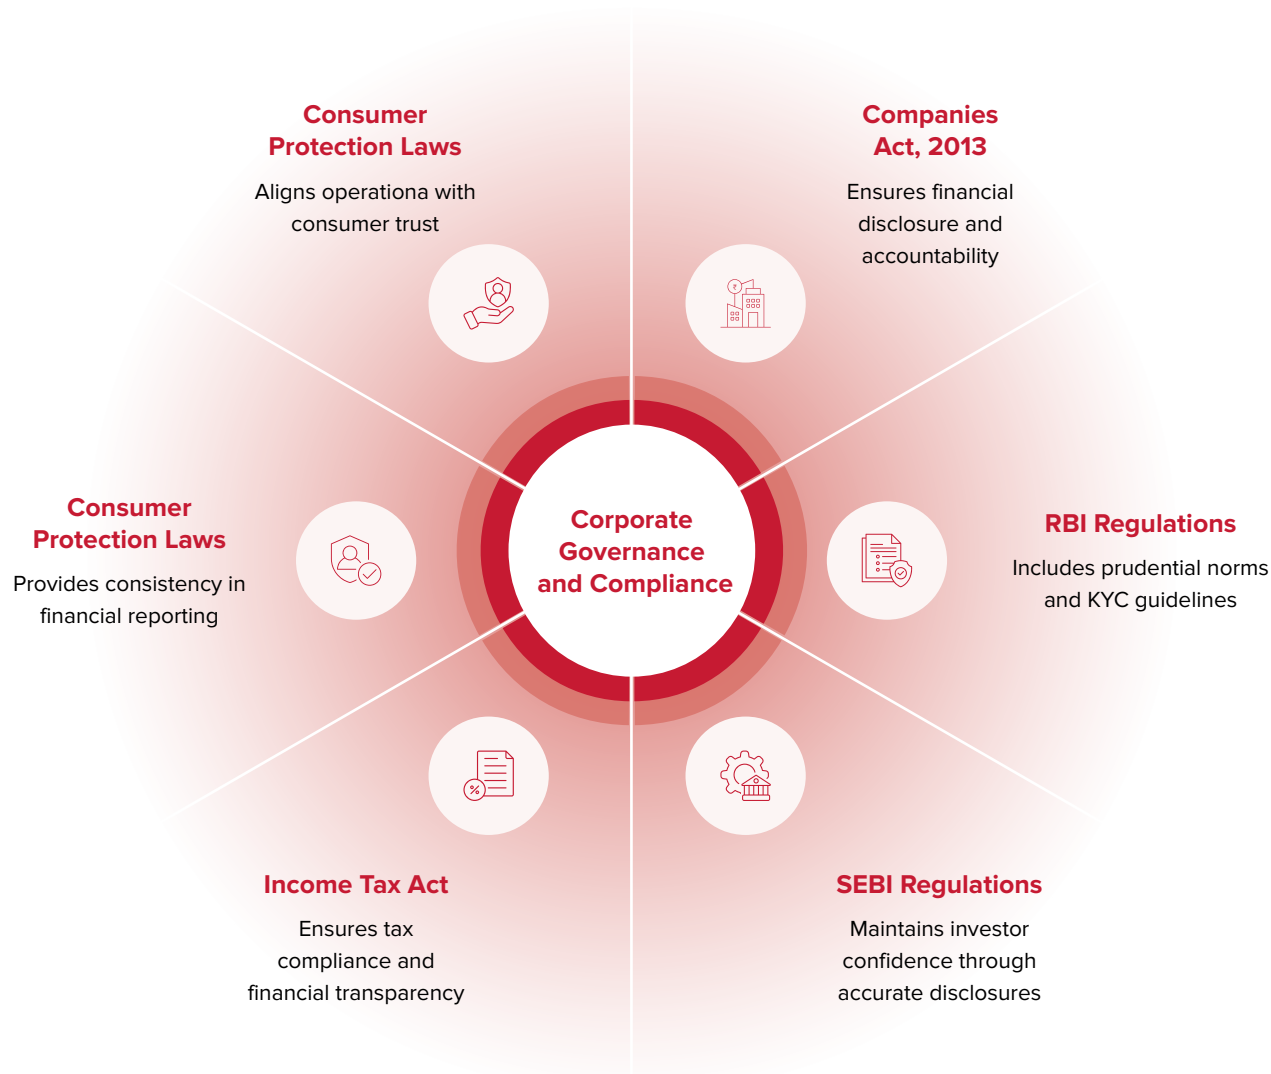 Consumer
Protection Laws
Aligns operationa with
consumer trust
Companies
Act, 2013
Ensures financial
disclosure and
accountability
₹
Consumer
Protection Laws
Provides consistency in
financial reporting
Corporate
Governance
and Compliance
RBI Regulations
Includes prudential norms
and KYC guidelines
%
Income Tax Act
Ensures tax
compliance and
financial transparency
SEBI Regulations
Maintains investor
confidence through
accurate disclosures